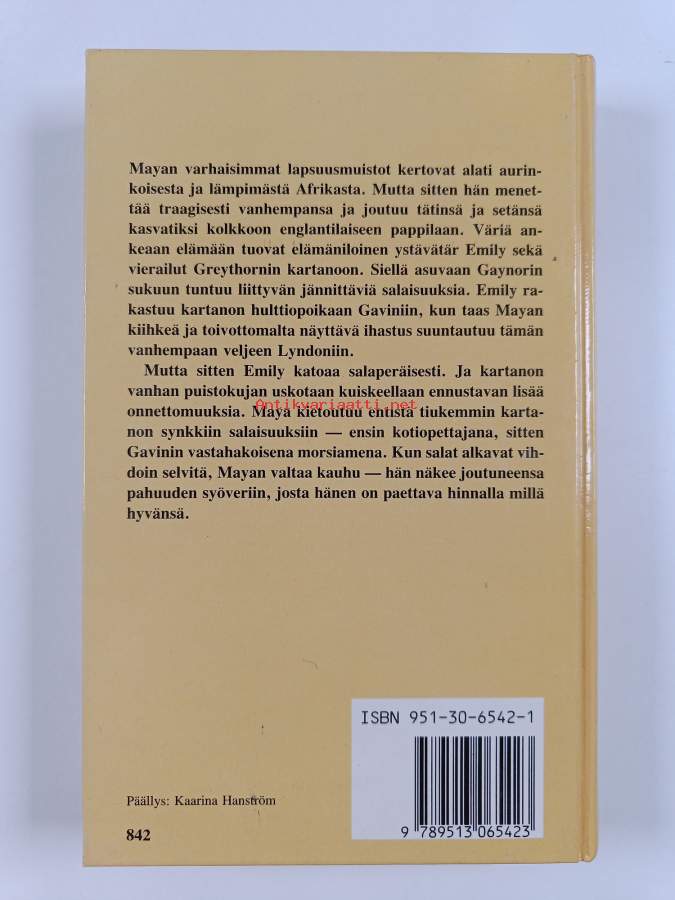 Mayan varhaisimmat lapsuusmuistot kertovat alati aurin-
koisesta ja lämpimästä Afrikasta. Mutta sitten hän menet-
tää traagisesti vanhempansa ja joutuu tätinsä ja setänsä
kasvatiksi kolkkoon englantilaiseen pappilaan. Väriä an-
keaan elämään tuovat elämäniloinen ystävätär Emily sekä
vierailut Greythornin kartanoon. Siellä asuvaan Gaynorin
sukuun tuntuu liittyvän jännittäviä salaisuuksia. Emily ra-
kastuu kartanon hulttiopoikaan Gaviniin, kun taas Mayan
kiihkeä ja toivottomalta näyttävä ihastus suuntautuu tämän
vanhempaan veljeen Lyndoniin.
Mutta sitten Emily katoaa salaperäisesti. Ja kartanon
vanhan puistokujan uskotaan kuiskeellaan ennustavan lisää
Antikvariaatti.net
onnettomuuksia. Maya kietoutuu entistä tiukemmin karta-
non synkkiin salaisuuksiin — ensin kotiopettajana, sitten
Gavinin vastahakoisena morsiamena. Kun salat alkavat vih-
doin selvitä, Mayan valtaa kauhu — hän näkee joutuneensa
pahuuden syöveriin, josta hänen on paettava hinnalla millä
hyvänsä.
ISBN 951-30-6542-1
9 789513 065423
Päällys: Kaarina Hanström
842